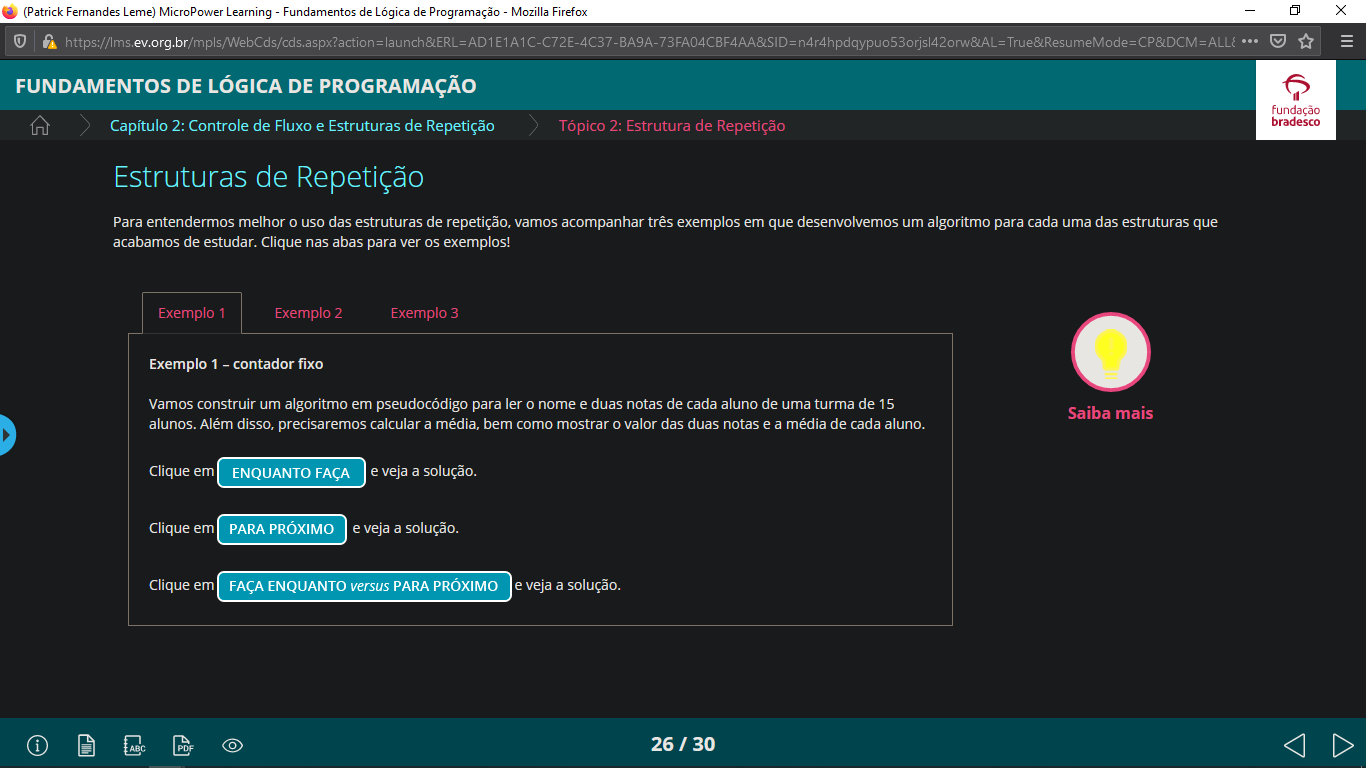 (Patrick Fernandes Leme) MicroPower Learning - Fundamentos de Lógica de Programação - Mozilla Firefox
https://lms.ev.org.br/mpls/WebCds/cds.aspx?action=launch&ERL=AD1E1A1C-C72E-4C37-BA9A-73FA04CBF4AA&SID=n4r4hpdqypuo53orjsl42orw&AL=True&ResumeMode=CP&DCM=ALL&
FUNDAMENTOS DE LÓGICA DE PROGRAMAÇÃO
fundação
bradesco
Capítulo 2: Controle de Fluxo e Estruturas de Repetição Tópico 2: Estrutura de Repetição
Estruturas de Repetição
Para entendermos melhor o uso das estruturas de repetição, vamos acompanhar três exemplos em que desenvolvemos um algoritmo para cada uma das estruturas que
acabamos de estudar. Clique nas abas para ver os exemplos!
Exemplo 1 Exemplo 2 Exemplo 3
Exemplo 1 – contador fixo
Vamos construir um algoritmo em pseudocódigo para ler o nome e duas notas de cada aluno de uma turma de 15
alunos. Além disso, precisaremos calcular a média, bem como mostrar o valor das duas notas e a média de cada aluno.
Clique em ENQUANTO FAÇA e veja a solução.
Clique em PARA PRÓXIMO e veja a solução.
Clique em FAÇA ENQUANTO versus PARA PRÓXIMO e veja a solução.
Saiba mais
ABC
PDF
26 / 30